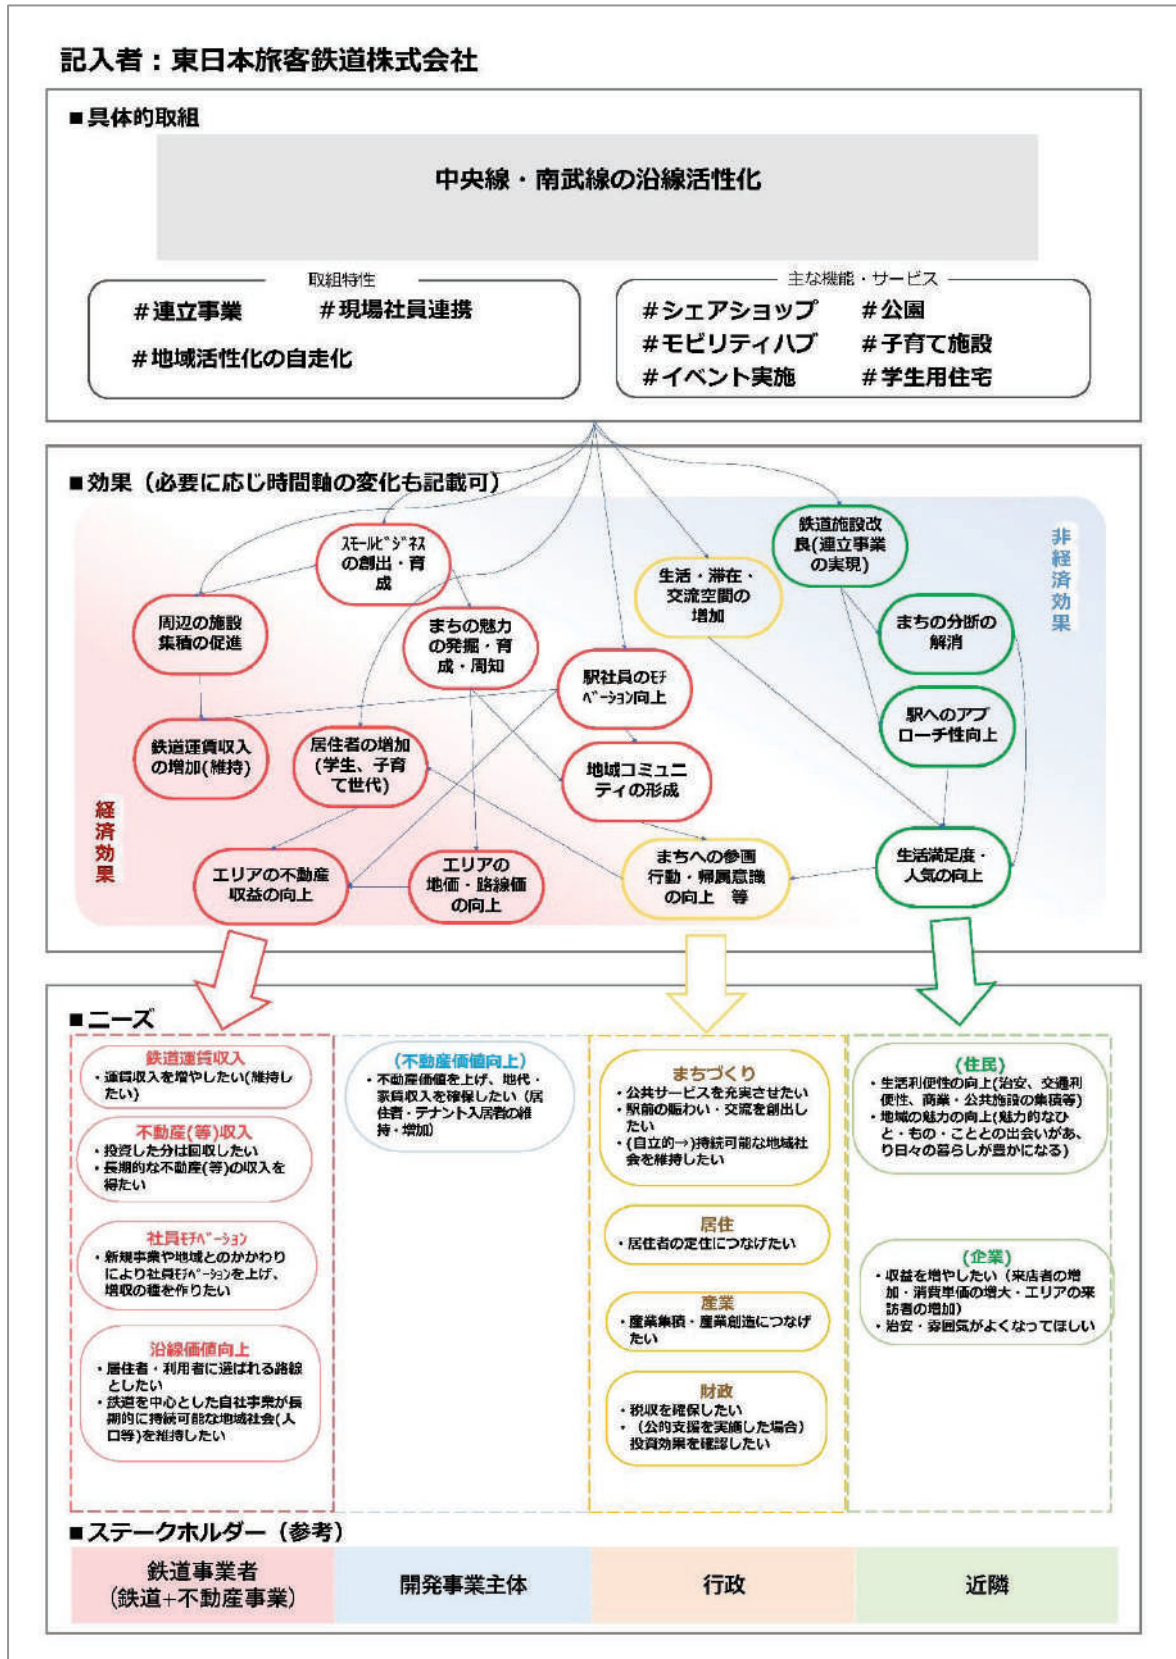 記入者：東日本旅客鉄道株式会社
■具体的取組
中央線・南武線の沿線活性化
取組特性
＃連立事業
＃現場社員連携
＃地域活性化の自走化
主な機能・サービス
＃シェアショップ
＃公園
＃モビリティハブ
＃子育て施設
＃イベント実施
＃学生用住宅
■効果（必要に応じ時間軸の変化も記載可）
非経済効果
経済効果
ｽﾓｰﾙﾋﾞｼﾞﾈｽ
の創出・育
成
鉄道施設改
良(連立事業
の実現)
生活・滞在・
交流空間の
増加
周辺の施設
集積の促進
まちの魅力
の発掘・育
成・周知
まちの分断の
解消
駅社員のﾓﾁ
ﾍﾞｰｼｮﾝ向上
駅へのアプ
ローチ性向上
鉄道運賃収入
の増加(維持)
居住者の増加
(学生、子育
て世代)
地域コミュニ
ティの形成
エリアの不動産
収益の向上
エリアの
地価・路線価
の向上
まちへの参画
行動・帰属意識
の向上　等
生活満足度・
人気の向上
■ニーズ
鉄道運賃収入
・運賃収入を増やしたい(維持し
たい)
不動産(等)収入
・投資した分は回収したい
・長期的な不動産(等)の収入を
得たい
社員ﾓﾁﾍﾞｰｼｮﾝ
・新規事業や地域とのかかわり
により社員ﾓﾁﾍﾞｰｼｮﾝを上げ、
増収の種を作りたい
沿線価値向上
・居住者・利用者に選ばれる路線
としたい
・鉄道を中心とした自社事業が長
期的に持続可能な地域社会(人
口等)を維持したい
(不動産価値向上)
・不動産価値を上げ、地代・
家賃収入を確保したい（居
住者・テナント入居者の維
持・増加）
まちづくり
・公共サービスを充実させたい
・駅前の賑わい・交流を創出し
たい
・(自立的→)持続可能な地域社
会を維持したい
居住
・居住者の定住につなげたい
産業
・産業集積・産業創造につなげ
たい
財政
・税収を確保したい
・（公的支援を実施した場合）
投資効果を確認したい
(住民)
・生活利便性の向上(治安、交通利
便性、商業・公共施設の集積等)
・地域の魅力の向上(魅力的なひ
と・もの・こととの出会いがあ、
り日々の暮らしが豊かになる)
(企業)
・収益を増やしたい（来店者の増
加・消費単価の増大・エリアの来
訪者の増加）
・治安・雰囲気がよくなってほしい
■ステークホルダー（参考）
鉄道事業者
(鉄道+不動産事業)
開発事業主体
行政
近隣